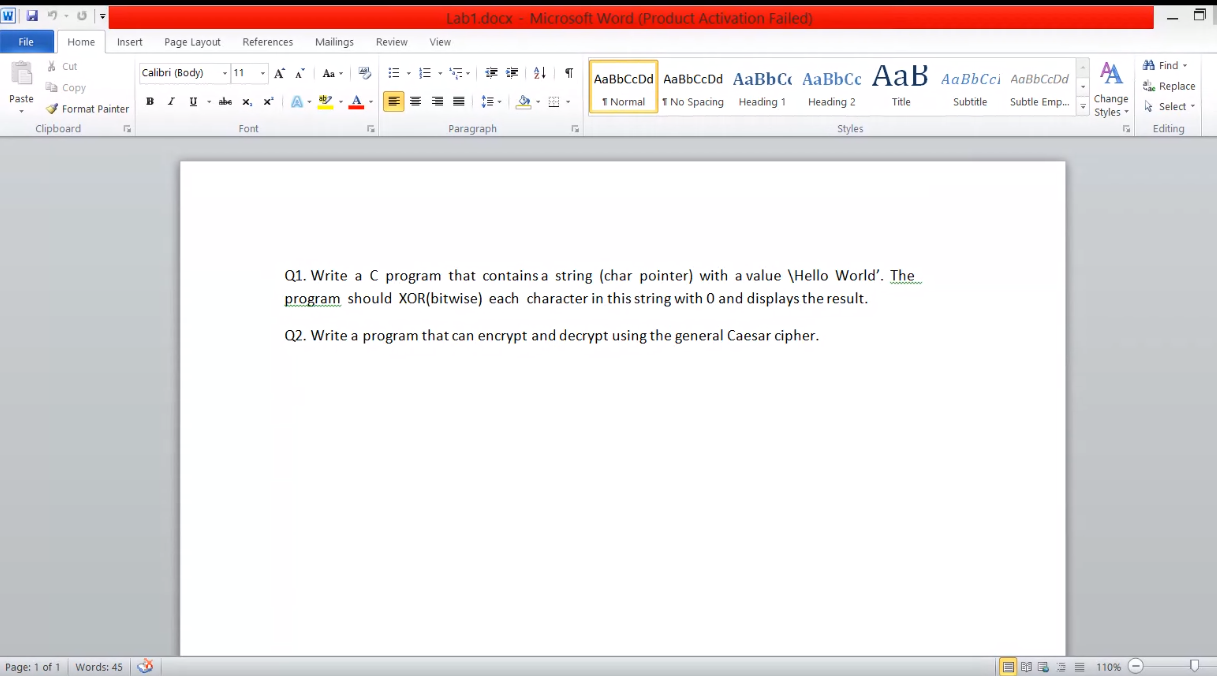 Lab1.docx - Microsoft Word (Product Activation Failed)
File Home Insert Page Layout References Mailings Review View
Cut
Copy
Paste
Format Painter
Clipboard
Calibri (Body) 11
Font
Paragraph
AaBbCcDd AaBbCcDd AaBbCc AaBbCc AaB AaBbCcI AaBbCcDd
¶ Normal ¶ No Spacing Heading 1 Heading 2 Title Subtitle Subtle Emp...
Change
Styles
Styles
Find
Replace
Select
Editing
Q1. Write a C program that contains a string (char pointer) with a value \Hello World’. The
program should XOR(bitwise) each character in this string with 0 and displays the result.
Q2. Write a program that can encrypt and decrypt using the general Caesar cipher.
Page: 1 of 1 Words: 45 110%